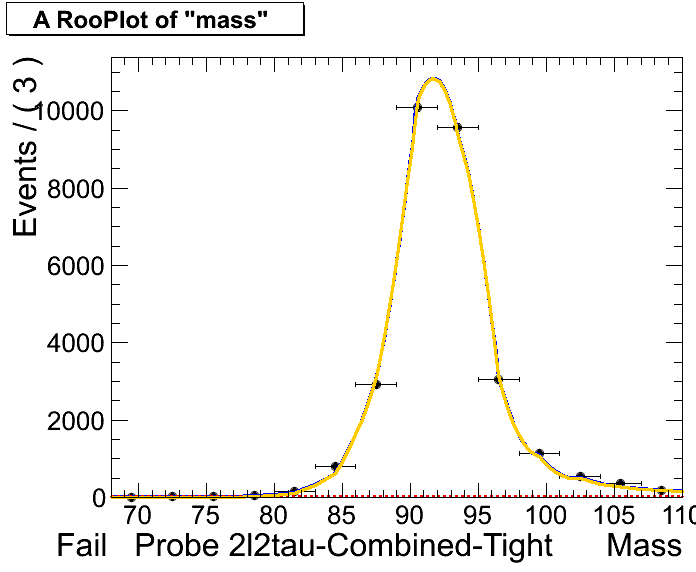 A RooPlot of "mass"
Events / ( 3 )
10000
8000
6000
4000
2000
0
70 75 80 85 90 95 100 105 110
Fail Probe 2l2tau-Combined-Tight Mass